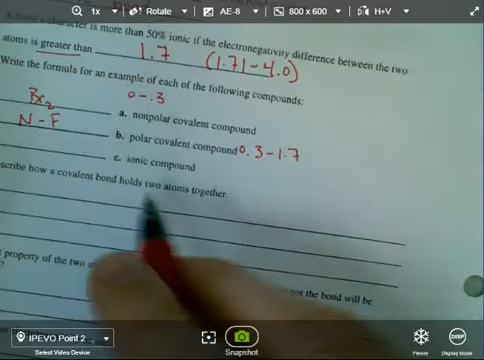 1x Rotate AE-8 800 x 600 H+V
character is more than 50% ionic if the electronegativity difference between the two
atoms is greater than 1.7 (1.71-4.0)
Write the formula for an example of each of the following compounds:
0-.3
Br2 a. nonpolar covalent compound
N-F b. polar covalent compound 0.3-1.7
c. ionic compound
scribe how a covalent bond holds two atoms together.
property of the two
not the bond will be
IPEVO Point 2
Select Video Device
Snapshot
Freeze
DISP
Display Mode